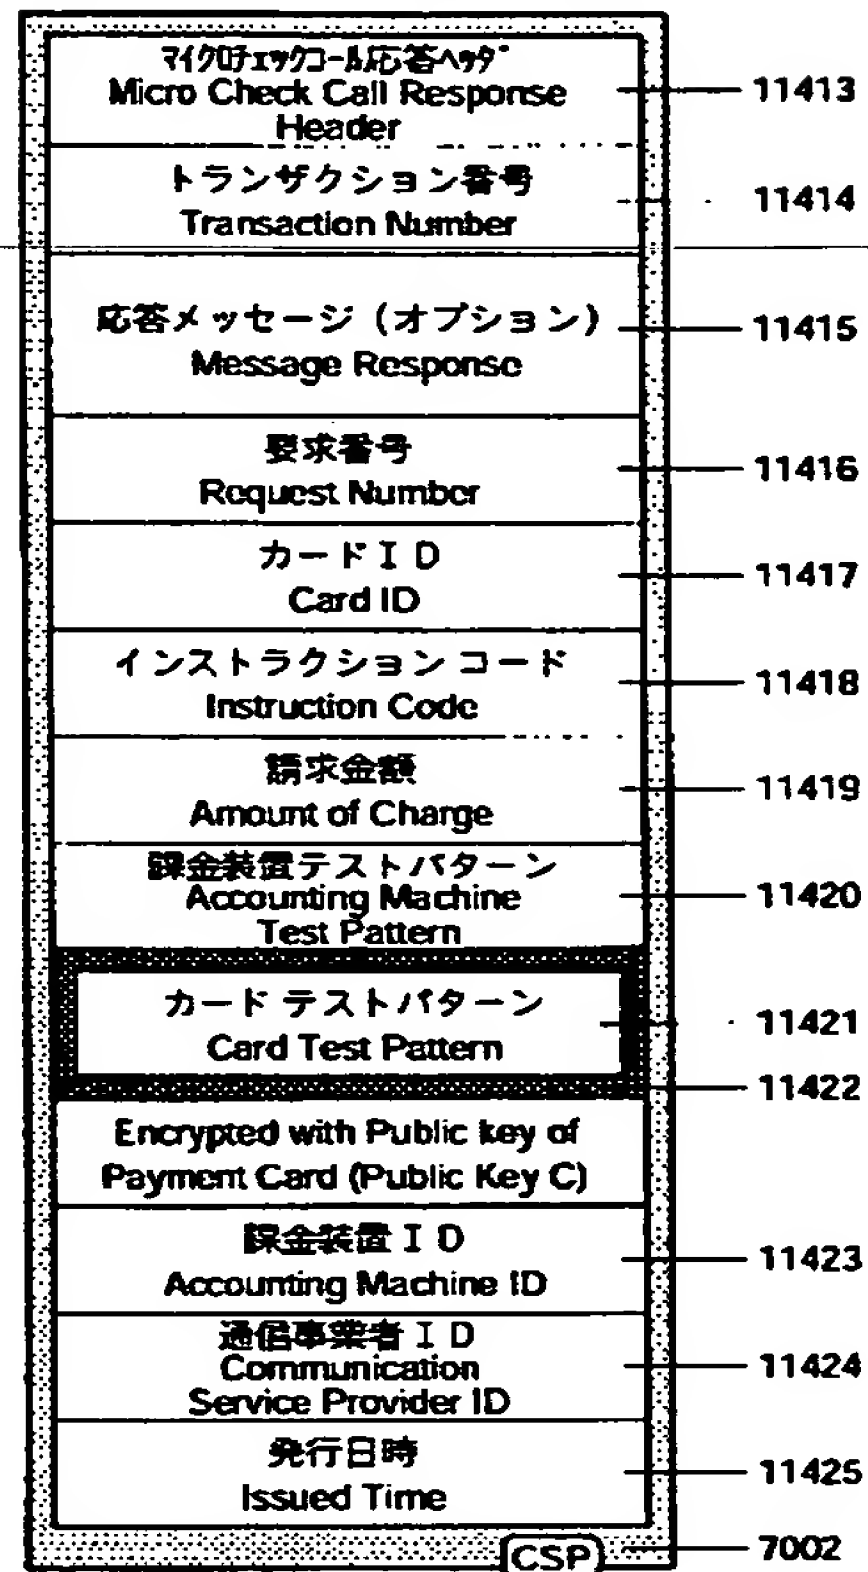 マイクロチェックコール応答ヘッダ
Micro Check Call Response
Header
11413
トランザクション番号
Transaction Number
11414
応答メッセージ (オプション)
Message Response
11415
要求番号
Request Number
11416
カードID
Card ID
11417
インストラクション コード
Instruction Code
11418
請求金額
Amount of Charge
11419
課金装置テストパターン
Accounting Machine
Test Pattern
11420
カード テストパターン
Card Test Pattern
11421
11422
Encrypted with Public key of
Payment Card (Public Key C)
課金装置ID
Accounting Machine ID
11423
通信事業者ID
Communication
Service Provider ID
11424
発行日時
Issued Time
11425
CSP
7002